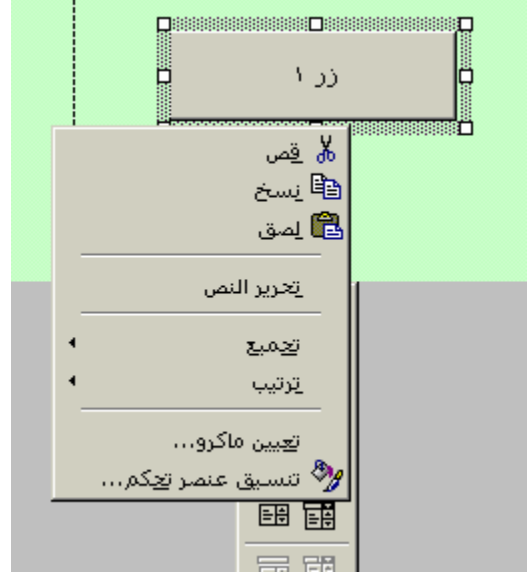 زر ١
قص
نسخ
لصق
تحرير النص
تجميع
ترتيب
تعيين ماكرو...
تنسيق عنصر تحكم...